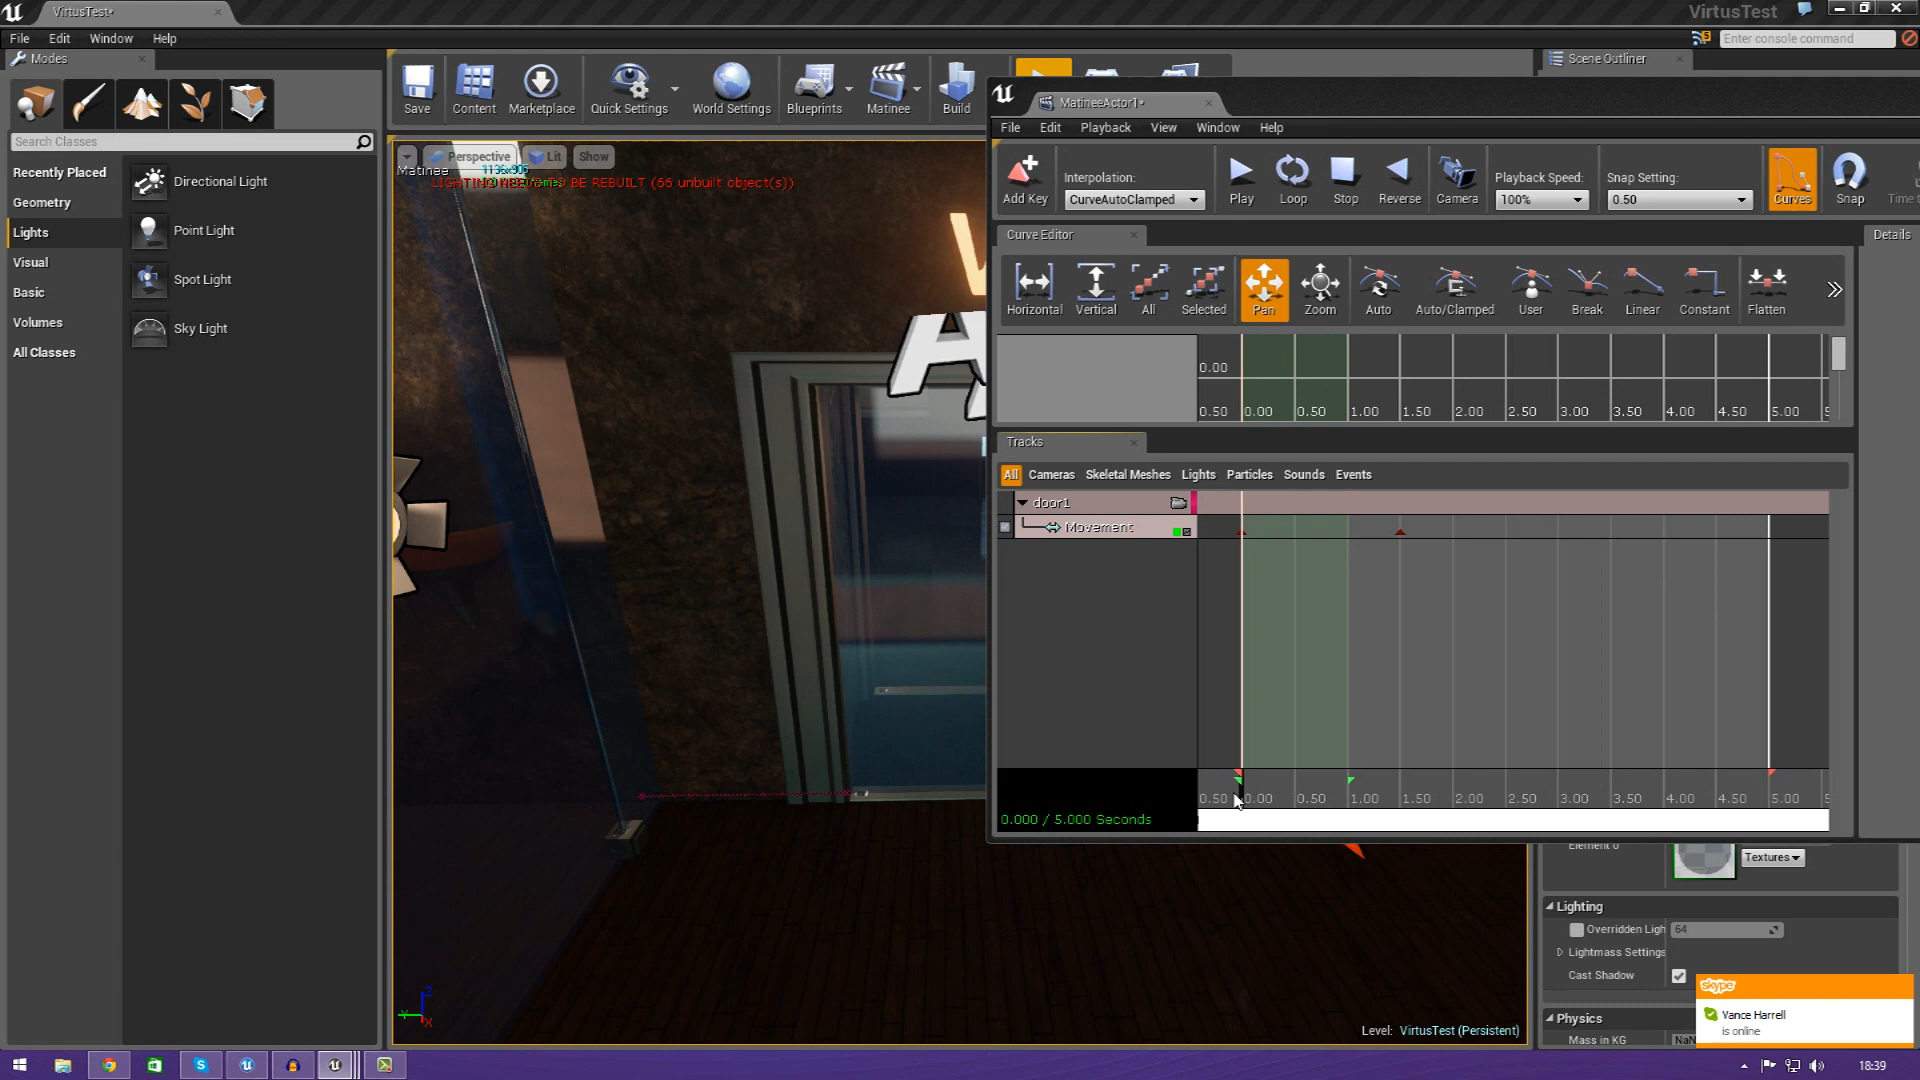 VirtusTest*
VirtusTest
File Edit Window Help
Enter console command
Modes
Search Classes
Recently Placed
Geometry
Lights
Visual
Basic
Volumes
All Classes
Directional Light
Point Light
Spot Light
Sky Light
Save
Content
Marketplace
Quick Settings
World Settings
Blueprints
Matinee
Build
Scene Outliner
Perspective
Lit
Show
Matinee
MatineeActor1*
File Edit Playback View Window Help
Add Key
Interpolation:
CurveAutoClamped
Play
Loop
Stop
Reverse
Camera
Playback Speed:
100%
Snap Setting:
0.50
Curves
Snap
Curve Editor
Details
Horizontal
Vertical
All
Selected
Pan
Zoom
Auto
Auto/Clamped
User
Break
Linear
Constant
Flatten
0.00
0.50 0.00 0.50 1.00 1.50 2.00 2.50 3.00 3.50 4.00 4.50 5.00
Tracks
All Cameras Skeletal Meshes Lights Particles Sounds Events
door1
Movement
0.50 0.00 0.50 1.00 1.50 2.00 2.50 3.00 3.50 4.00 4.50 5.00
0.000 / 5.000 Seconds
Element 0
Textures
Lighting
Overridden Ligh
64
Lightmass Settings
Cast Shadow
Physics
Mass in KG
skype
Vance Harrell
is online
Level: VirtusTest (Persistent)
Z
Y
X
18:39